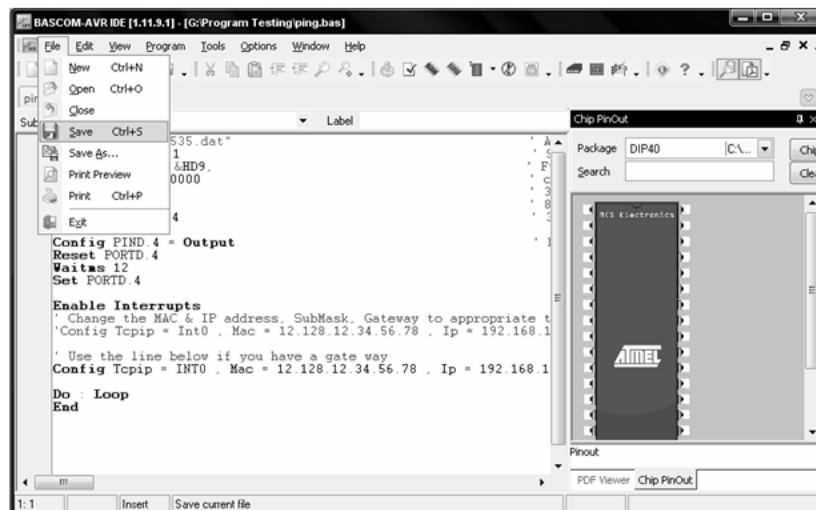 BASCOM-AVR IDE [1.11.9.1] - [G:\Program Testing\ping.bas]
File Edit View Program Tools Options Window Help
New Ctrl+N
Open Ctrl+O
Close
Save Ctrl+S
Save As...
Print Preview
Print Ctrl+P
Exit
Label
535.dat"
1
&HD9,
0000
4
Config PIND.4 = Output
Reset PORTD.4
Waitms 12
Set PORTD.4
Enable Interrupts
' Change the MAC & IP address, SubMask, Gateway to appropriate t
'Config Tcpip = Int0 , Mac = 12.128.12.34.56.78 , Ip = 192.168.1
' Use the line below if you have a gate way
Config Tcpip = INT0 , Mac = 12.128.12.34.56.78 , Ip = 192.168.1
Do : Loop
End
Chip PinOut
Package DIP40 C:\...
Search
MCS Electronics
ATMEL
Pinout
PDF Viewer Chip PinOut
1: 1 Insert Save current file